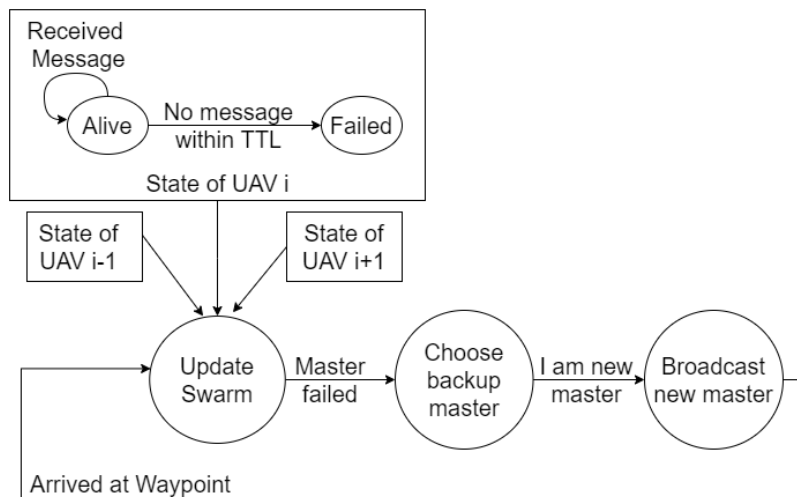 Received
Message
Alive
No message
within TTL
Failed
State of UAV i
State of
UAV i-1
State of
UAV i+1
Update
Swarm
Master
failed
Choose
backup
master
I am new
master
Broadcast
new master
Arrived at Waypoint